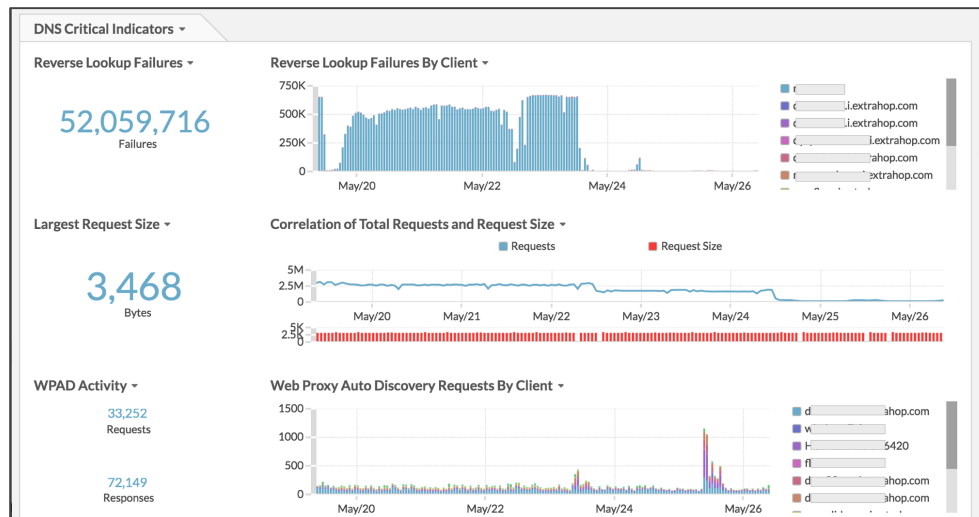 DNS Critical Indicators
Reverse Lookup Failures
52,059,716
Failures
Reverse Lookup Failures By Client
750K
500K
250K
0
May/20 May/22 May/24 May/26
.i.extrahop.com
.i.extrahop.com
i.extrahop.com
rahop.com
extrahop.com
Largest Request Size
3,468
Bytes
Correlation of Total Requests and Request Size
Requests Request Size
5M
2.5M
0
May/20 May/21 May/22 May/23 May/24 May/25 May/26
5K
2.5K
0
WPAD Activity
33,252
Requests
72,149
Responses
Web Proxy Auto Discovery Requests By Client
1500
1000
500
0
May/20 May/22 May/24 May/26
d ahop.com
w
H 6420
fl
d ahop.com
d ahop.com